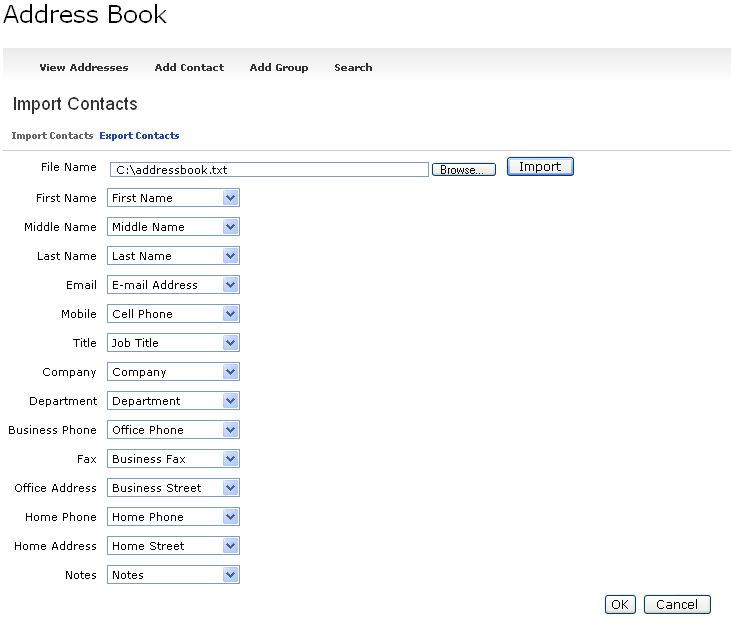 Address Book
View Addresses Add Contact Add Group Search
Import Contacts
Import Contacts Export Contacts
File Name C:\addressbook.txt Browse... Import
First Name First Name
Middle Name Middle Name
Last Name Last Name
Email E-mail Address
Mobile Cell Phone
Title Job Title
Company Company
Department Department
Business Phone Office Phone
Fax Business Fax
Office Address Business Street
Home Phone Home Phone
Home Address Home Street
Notes Notes
OK Cancel